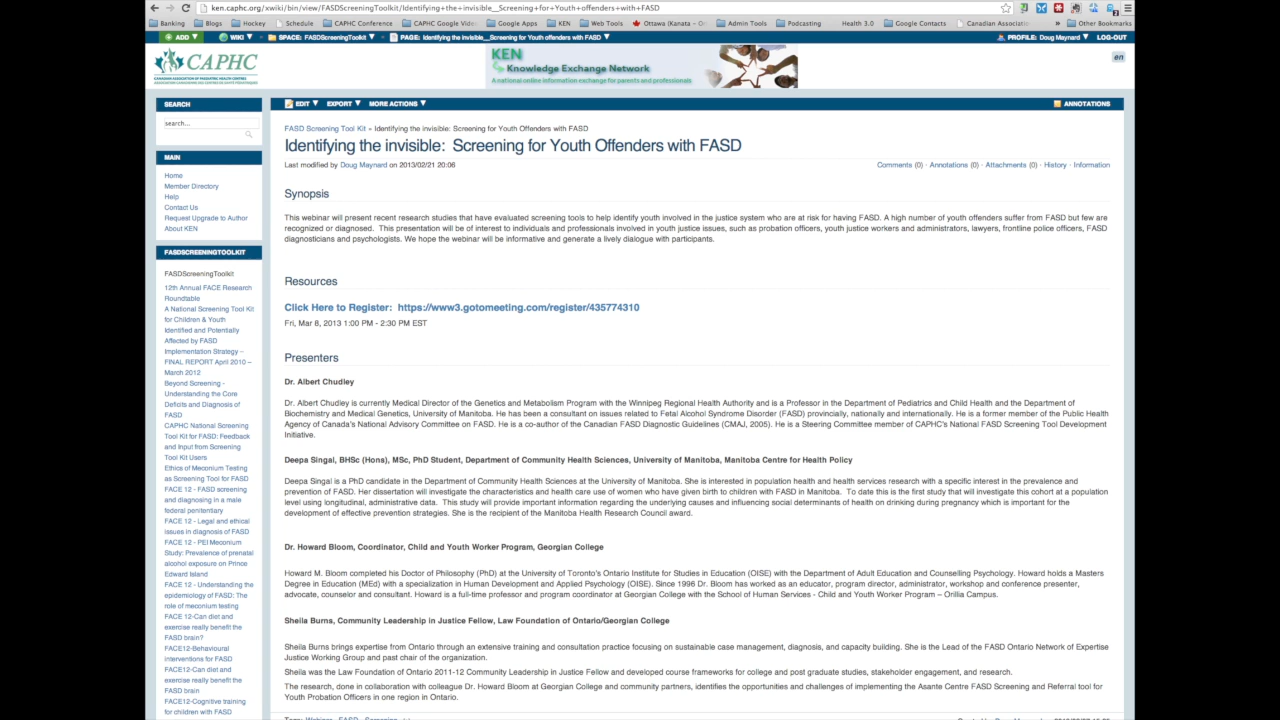 ken.caphc.org/xwiki/bin/view/FASDScreeningToolkit/Identifying+the+invisible__Screening+for+Youth+offenders+with+FASD
Banking Blogs Hockey Schedule CAPHC Conference CAPHC Google Video Google Apps KEN Web Tools Ottawa (Kanata - On Admin Tools Podcasting Health 3.0 Google Contacts Canadian Associatio » Other Bookmarks
ADD WIKI SPACE: FASDScreeningToolkit PAGE: Identifying the invisible__Screening for Youth offenders with FASD PROFILE: Doug Maynard LOG-OUT
CAPHC
CANADIAN ASSOCIATION OF PAEDIATRIC HEALTH CENTRES
KEN
Knowledge Exchange Network
A national online information exchange for parents and professionals
en
SEARCH
search...
MAIN
Home
Member Directory
Help
Contact Us
Request Upgrade to Author
About KEN
FASDSCREENINGTOOLKIT
FASDScreeningToolkit
12th Annual FACE Research
Roundtable
A National Screening Tool Kit
for Children & Youth
Identified and Potentially
Affected by FASD
Implementation Strategy –
FINAL REPORT April 2010 –
March 2012
Beyond Screening -
Understanding the Core
Deficits and Diagnosis of
FASD
CAPHC National Screening
Tool Kit for FASD: Feedback
and Input from Screening
Tool Kit Users
Ethics of Meconium Testing
as Screening Tool for FASD
FACE 12 - FASD screening
and diagnosing in a male
federal penitentiary
FACE 12 - Legal and ethical
issues in diagnosis of FASD
FACE 12 - PEI Meconium
Study: Prevalence of prenatal
alcohol exposure on Prince
Edward Island
FACE 12 - Understanding the
epidemiology of FASD: The
role of meconium testing
FACE 12-Can diet and
exercise really benefit the
FASD brain?
FACE12-Behavioural
interventions for FASD
FACE12-Can diet and
exercise really benefit the
FASD brain
FACE12-Cognitive training
for children with FASD
EDIT EXPORT MORE ACTIONS ANNOTATIONS
FASD Screening Tool Kit » Identifying the invisible: Screening for Youth Offenders with FASD
Identifying the invisible: Screening for Youth Offenders with FASD
Last modified by Doug Maynard on 2013/02/21 20:06
Comments (0) · Annotations (0) · Attachments (0) · History · Information
Synopsis
This webinar will present recent research studies that have evaluated screening tools to help identify youth involved in the justice system who are at risk for having FASD. A high number of youth offenders suffer from FASD but few are
recognized or diagnosed. This presentation will be of interest to individuals and professionals involved in youth justice issues, such as probation officers, youth justice workers and administrators, lawyers, frontline police officers, FASD
diagnosticians and psychologists. We hope the webinar will be informative and generate a lively dialogue with participants.
Resources
Click Here to Register: https://www3.gotomeeting.com/register/435774310
Fri, Mar 8, 2013 1:00 PM - 2:30 PM EST
Presenters
Dr. Albert Chudley
Dr. Albert Chudley is currently Medical Director of the Genetics and Metabolism Program with the Winnipeg Regional Health Authority and is a Professor in the Department of Pediatrics and Child Health and the Department of
Biochemistry and Medical Genetics, University of Manitoba. He has been a consultant on issues related to Fetal Alcohol Syndrome Disorder (FASD) provincially, nationally and internationally. He is a former member of the Public Health
Agency of Canada's National Advisory Committee on FASD. He is a co-author of the Canadian FASD Diagnostic Guidelines (CMAJ, 2005). He is a Steering Committee member of CAPHC's National FASD Screening Tool Development
Initiative.
Deepa Singal, BHSc (Hons), MSc, PhD Student, Department of Community Health Sciences, University of Manitoba, Manitoba Centre for Health Policy
Deepa Singal is a PhD candidate in the Department of Community Health Sciences at the University of Manitoba. She is interested in population health and health services research with a specific interest in the prevalence and
prevention of FASD. Her dissertation will investigate the characteristics and health care use of women who have given birth to children with FASD in Manitoba. To date this is the first study that will investigate this cohort at a population
level using longitudinal, administrative data. This study will provide important information regarding the underlying causes and influencing social determinants of health on drinking during pregnancy which is important for the
development of effective prevention strategies. She is the recipient of the Manitoba Health Research Council award.
Dr. Howard Bloom, Coordinator, Child and Youth Worker Program, Georgian College
Howard M. Bloom completed his Doctor of Philosophy (PhD) at the University of Toronto's Ontario Institute for Studies in Education (OISE) with the Department of Adult Education and Counselling Psychology. Howard holds a Masters
Degree in Education (MEd) with a specialization in Human Development and Applied Psychology (OISE). Since 1996 Dr. Bloom has worked as an educator, program director, administrator, workshop and conference presenter,
advocate, counselor and consultant. Howard is a full-time professor and program coordinator at Georgian College with the School of Human Services - Child and Youth Worker Program – Orillia Campus.
Sheila Burns, Community Leadership in Justice Fellow, Law Foundation of Ontario/Georgian College
Sheila Burns brings expertise from Ontario through an extensive training and consultation practice focusing on sustainable case management, diagnosis, and capacity building. She is the Lead of the FASD Ontario Network of Expertise
Justice Working Group and past chair of the organization.
Sheila was the Law Foundation of Ontario 2011-12 Community Leadership in Justice Fellow and developed course frameworks for college and post graduate studies, stakeholder engagement, and research.
The research, done in collaboration with colleague Dr. Howard Bloom at Georgian College and community partners, identifies the opportunities and challenges of implementing the Asante Centre FASD Screening and Referral tool for
Youth Probation Officers in one region in Ontario.